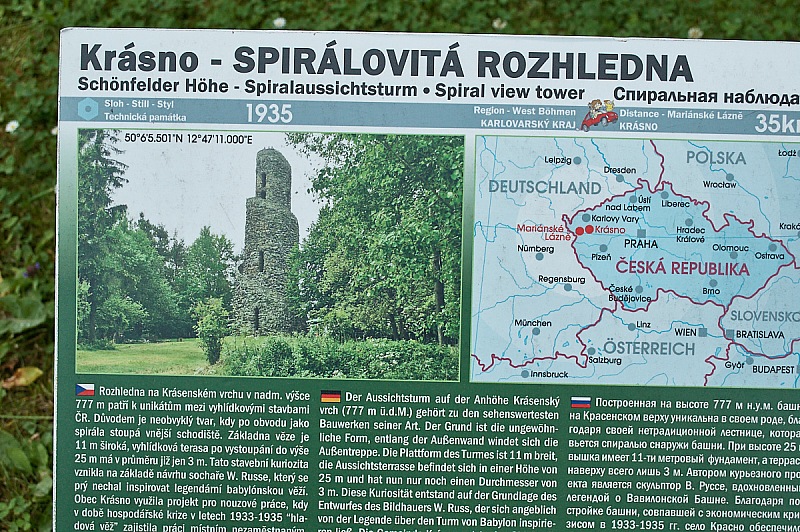 Krásno - SPIRÁLOVITÁ ROZHLEDNA
Schönfelder Höhe - Spiralaussichtsturm • Spiral view tower Спиральная наблюда
Sloh - Still - Styl
Technická památka
1935
Region - West Böhmen
KARLOVARSKÝ KRAJ
Distance - Mariánské Lázně
KRÁSNO
35k
50°6'5.501"N 12°47'11.000"E
Leipzig
Dresden
POLSKA
Łódź
Wrocław
DEUTSCHLAND
Ústí
nad Labem
Liberec
Karlovy Vary
Mariánské
Lázně
Krásno
PRAHA
Hradec
Králové
Krak
Nürnberg
Plzeň
Olomouc
Ostrava
ČESKÁ REPUBLIKA
Regensburg
České
Budějovice
Brno
SLOVENSKO
München
Linz
WIEN
BRATISLAVA
Salzburg
ÖSTERREICH
Innsbruck
Győr
BUDAPEST
Rozhledna na Krásenském vrchu v nadm. výšce
777 m patří k unikátům mezi vyhlídkovými stavbami
ČR. Důvodem je neobvyklý tvar, kdy po obvodu jako
spirála stoupá vnější schodiště. Základna věže je
11 m široká, vyhlídková terasa po vystoupání do výše
25 m má v průměru již jen 3 m. Tato stavební kuriozita
vznikla na základě návrhu sochaře W. Russe, který se
prý nechal inspirovat legendární babylonskou věží.
Obec Krásno využila projekt pro nouzové práce, kdy
v době hospodářské krize v letech 1933-1935 "hla-
dová věž" zajistila práci místním nezaměstnaným
Der Aussichtsturm auf der Anhöhe Krásenský
vrch (777 m ü.d.M.) gehört zu den sehenswertesten
Bauwerken seiner Art. Der Grund ist die ungewöhn-
liche Form, entlang der Außenwand windet sich die
Außentreppe. Die Plattform des Turmes ist 11 m breit,
die Aussichtsterrasse befindet sich in einer Höhe von
25 m und hat nun nur noch einen Durchmesser von
3 m. Diese Kuriosität entstand auf der Grundlage des
Entwurfes des Bildhauers W. Russ, der sich angeblich
von der Legende über den Turm von Babylon inspirie-
Построенная на высоте 777 м н.у.м. башн
на Красенском верху уникальна в своем роде, бла
годаря своей нетрадиционной лестнице, котора
вьется спиралью снаружи башни. При высоте 25 
вышка имеет 11-ти метровый фундамент, а террас
наверху всего лишь 3 м. Автором курьезного про
екта является скульптор В. Руссе, вдохновленны
легендой о Вавилонской Башне. Благодаря по
стройке башни, совпавшей с экономическим кри
зисом в 1933-1935 гг. село Красно обеспечил